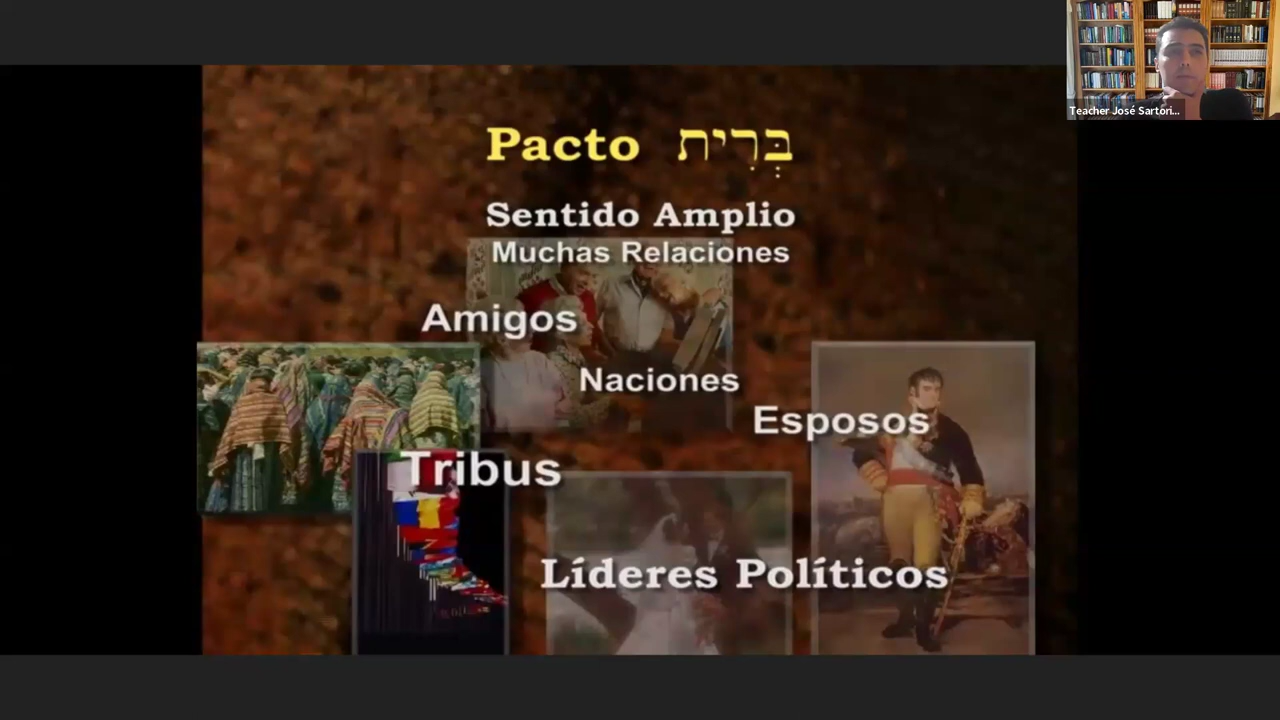 Teacher José Sartori...
Pacto בְּרִית
Sentido Amplio
Muchas Relaciones
Amigos
Naciones
Esposos
Tribus
Líderes Políticos